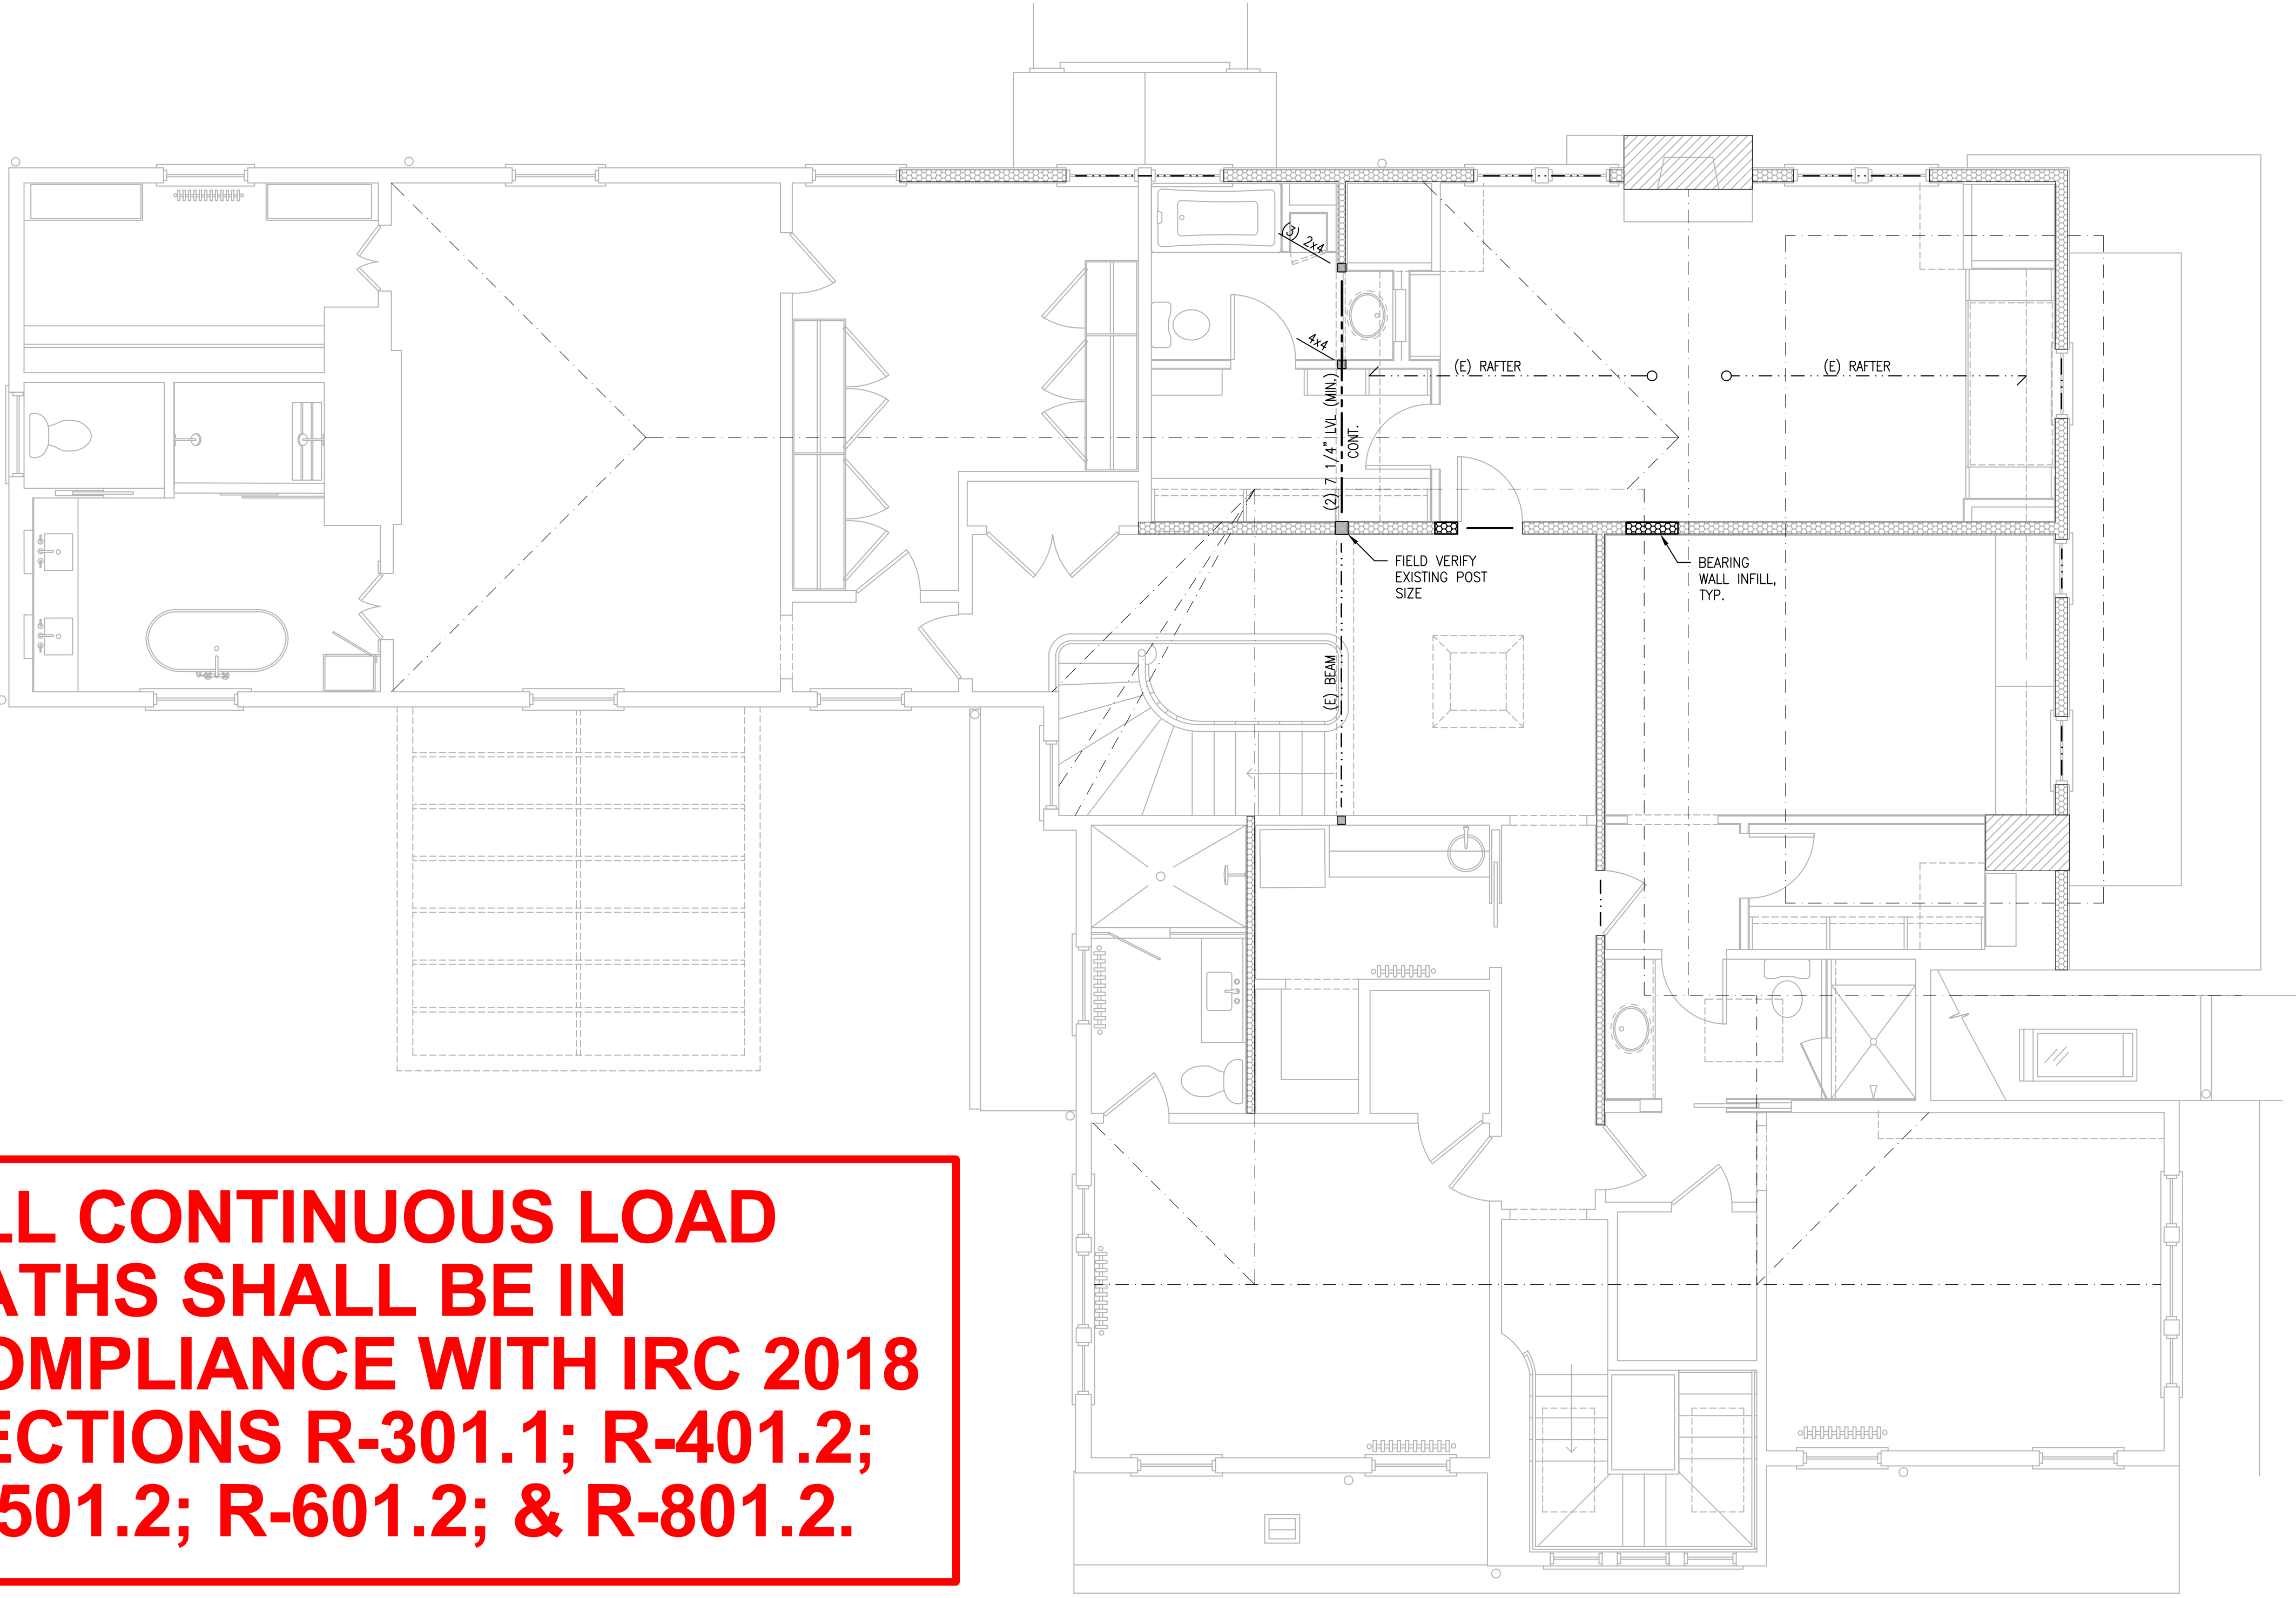 (3) 2x4
4x4
(E) RAFTER
(E) RAFTER
(2) 7 1/4" LVL (MIN.)
CONT.
FIELD VERIFY
EXISTING POST
SIZE
BEARING
WALL INFILL,
TYP.
(E) BEAM
LL CONTINUOUS LOAD
ATHS SHALL BE IN
OMPLIANCE WITH IRC 2018
ECTIONS R-301.1; R-401.2;
501.2; R-601.2; & R-801.2.